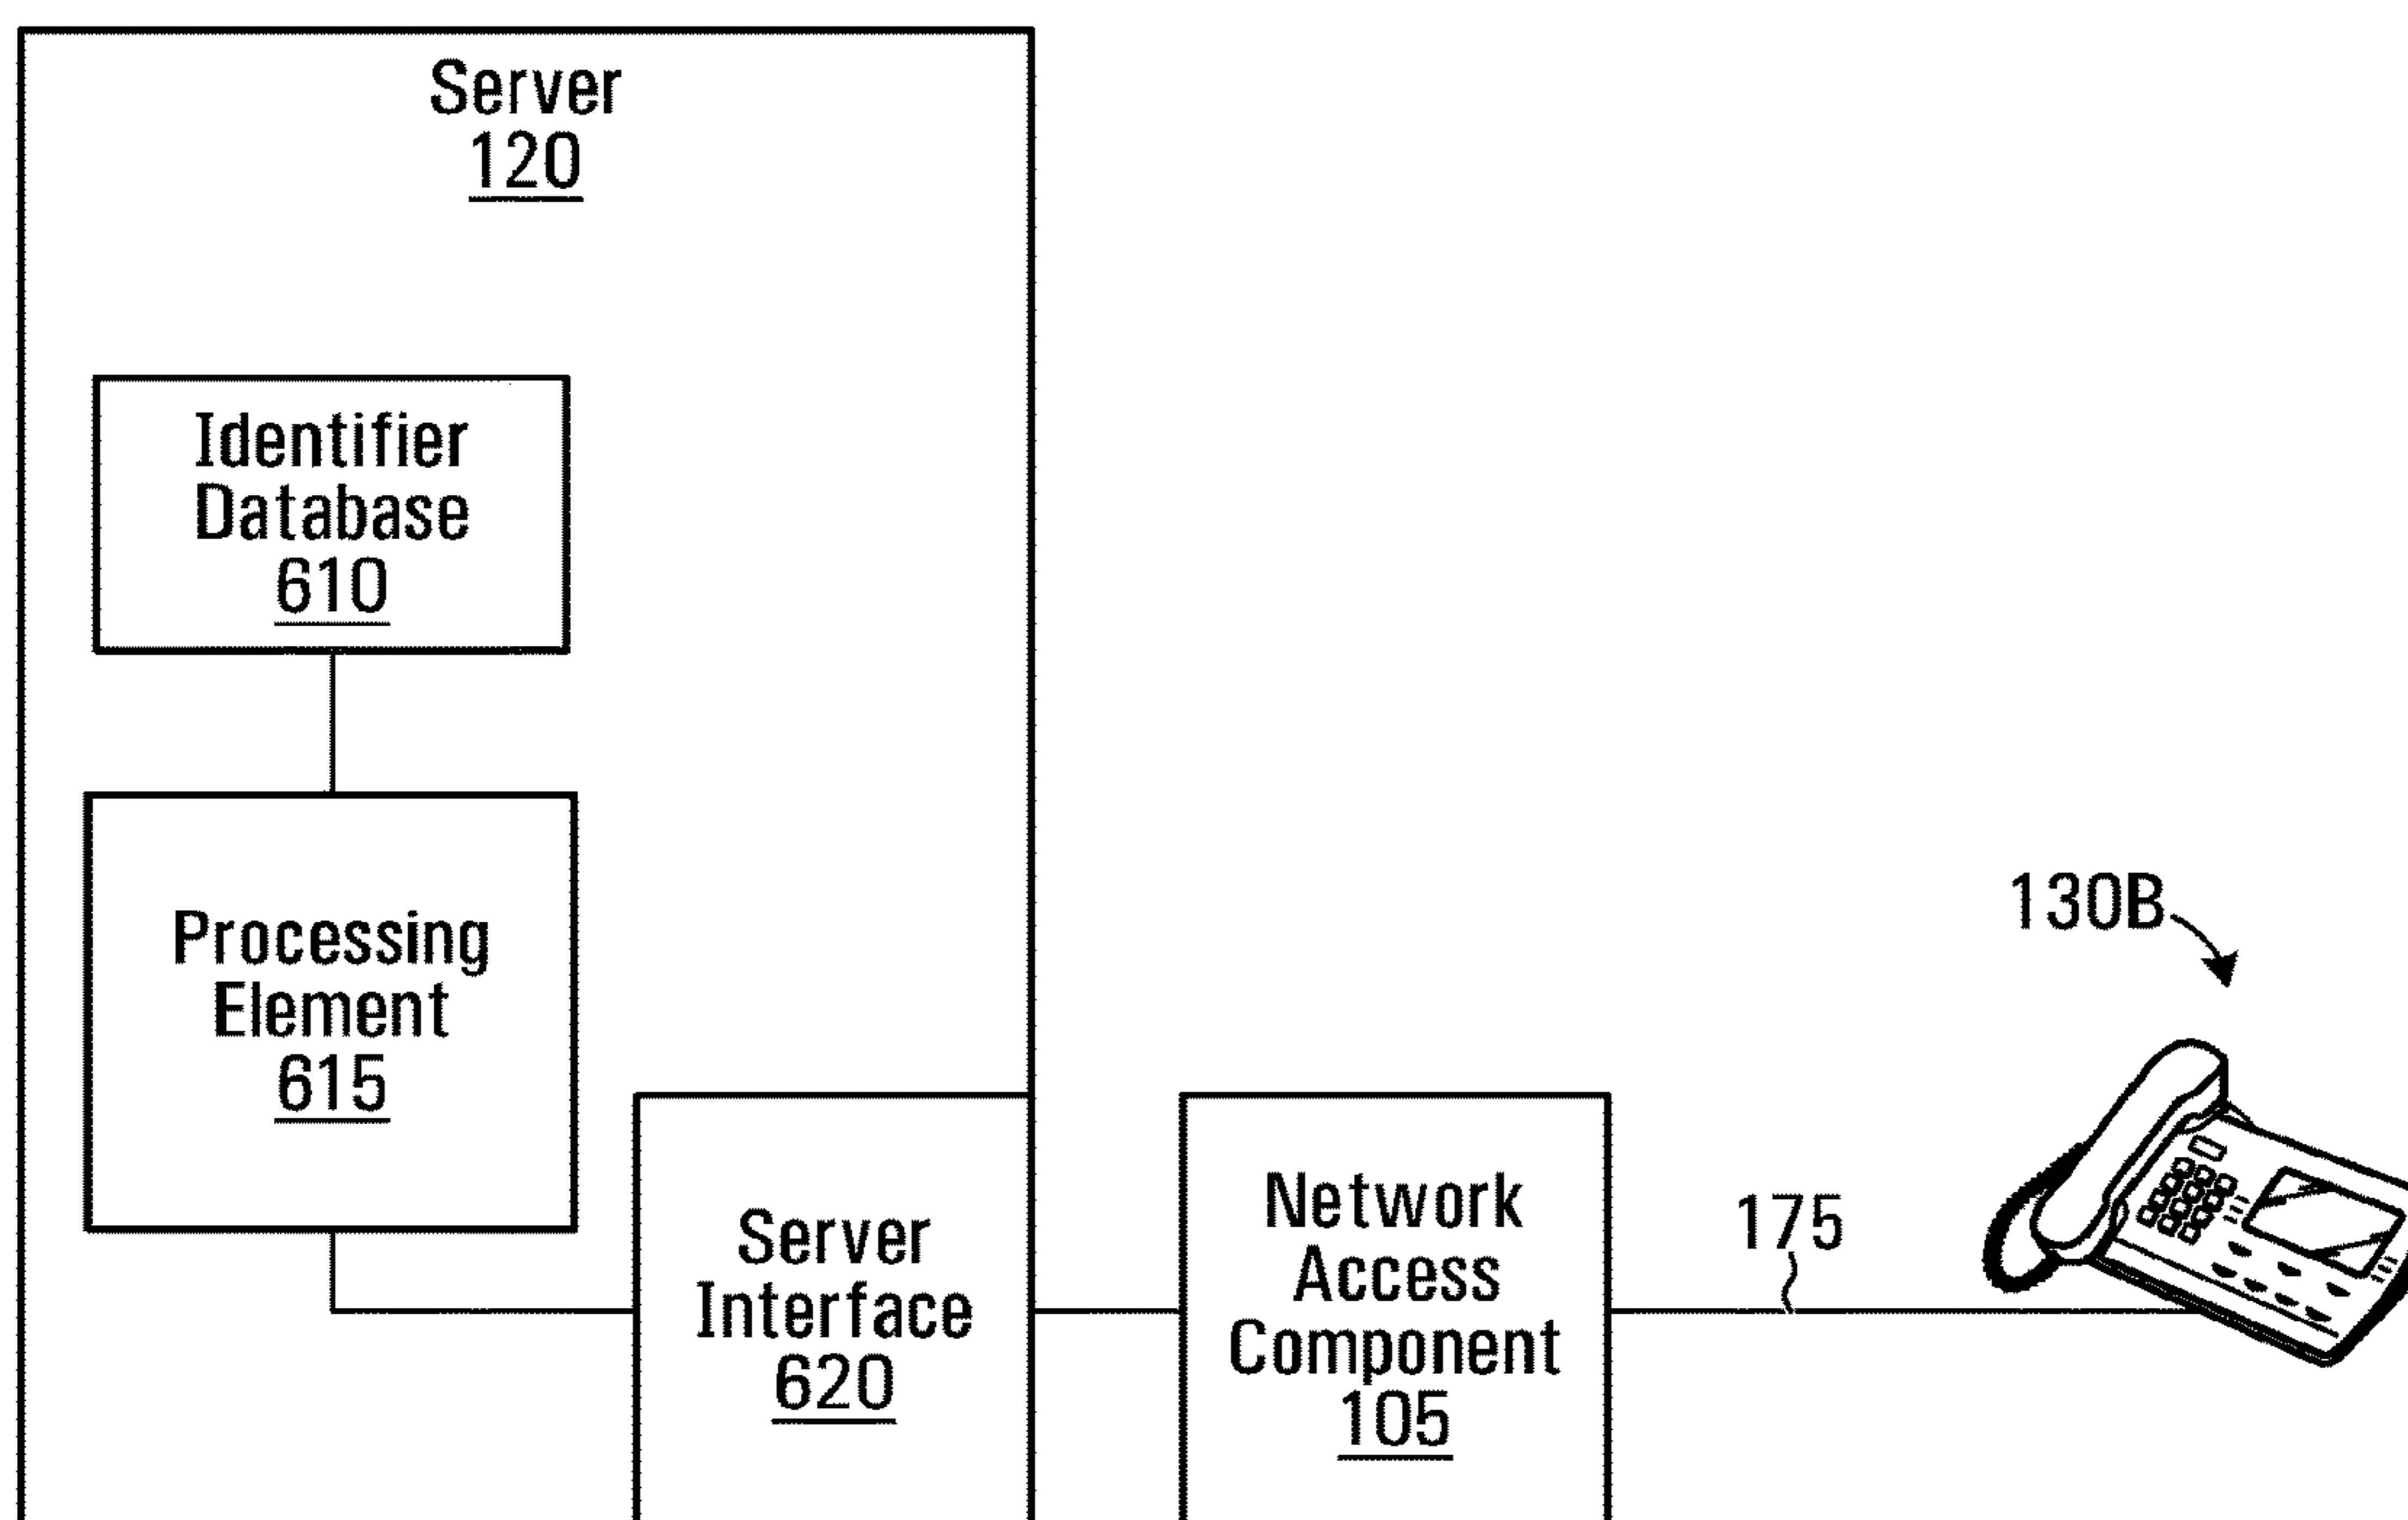 Server
120
Identifier
Database
610
Processing
Element
615
Server
Interface
620
Network
Access
Component
105
175
130B